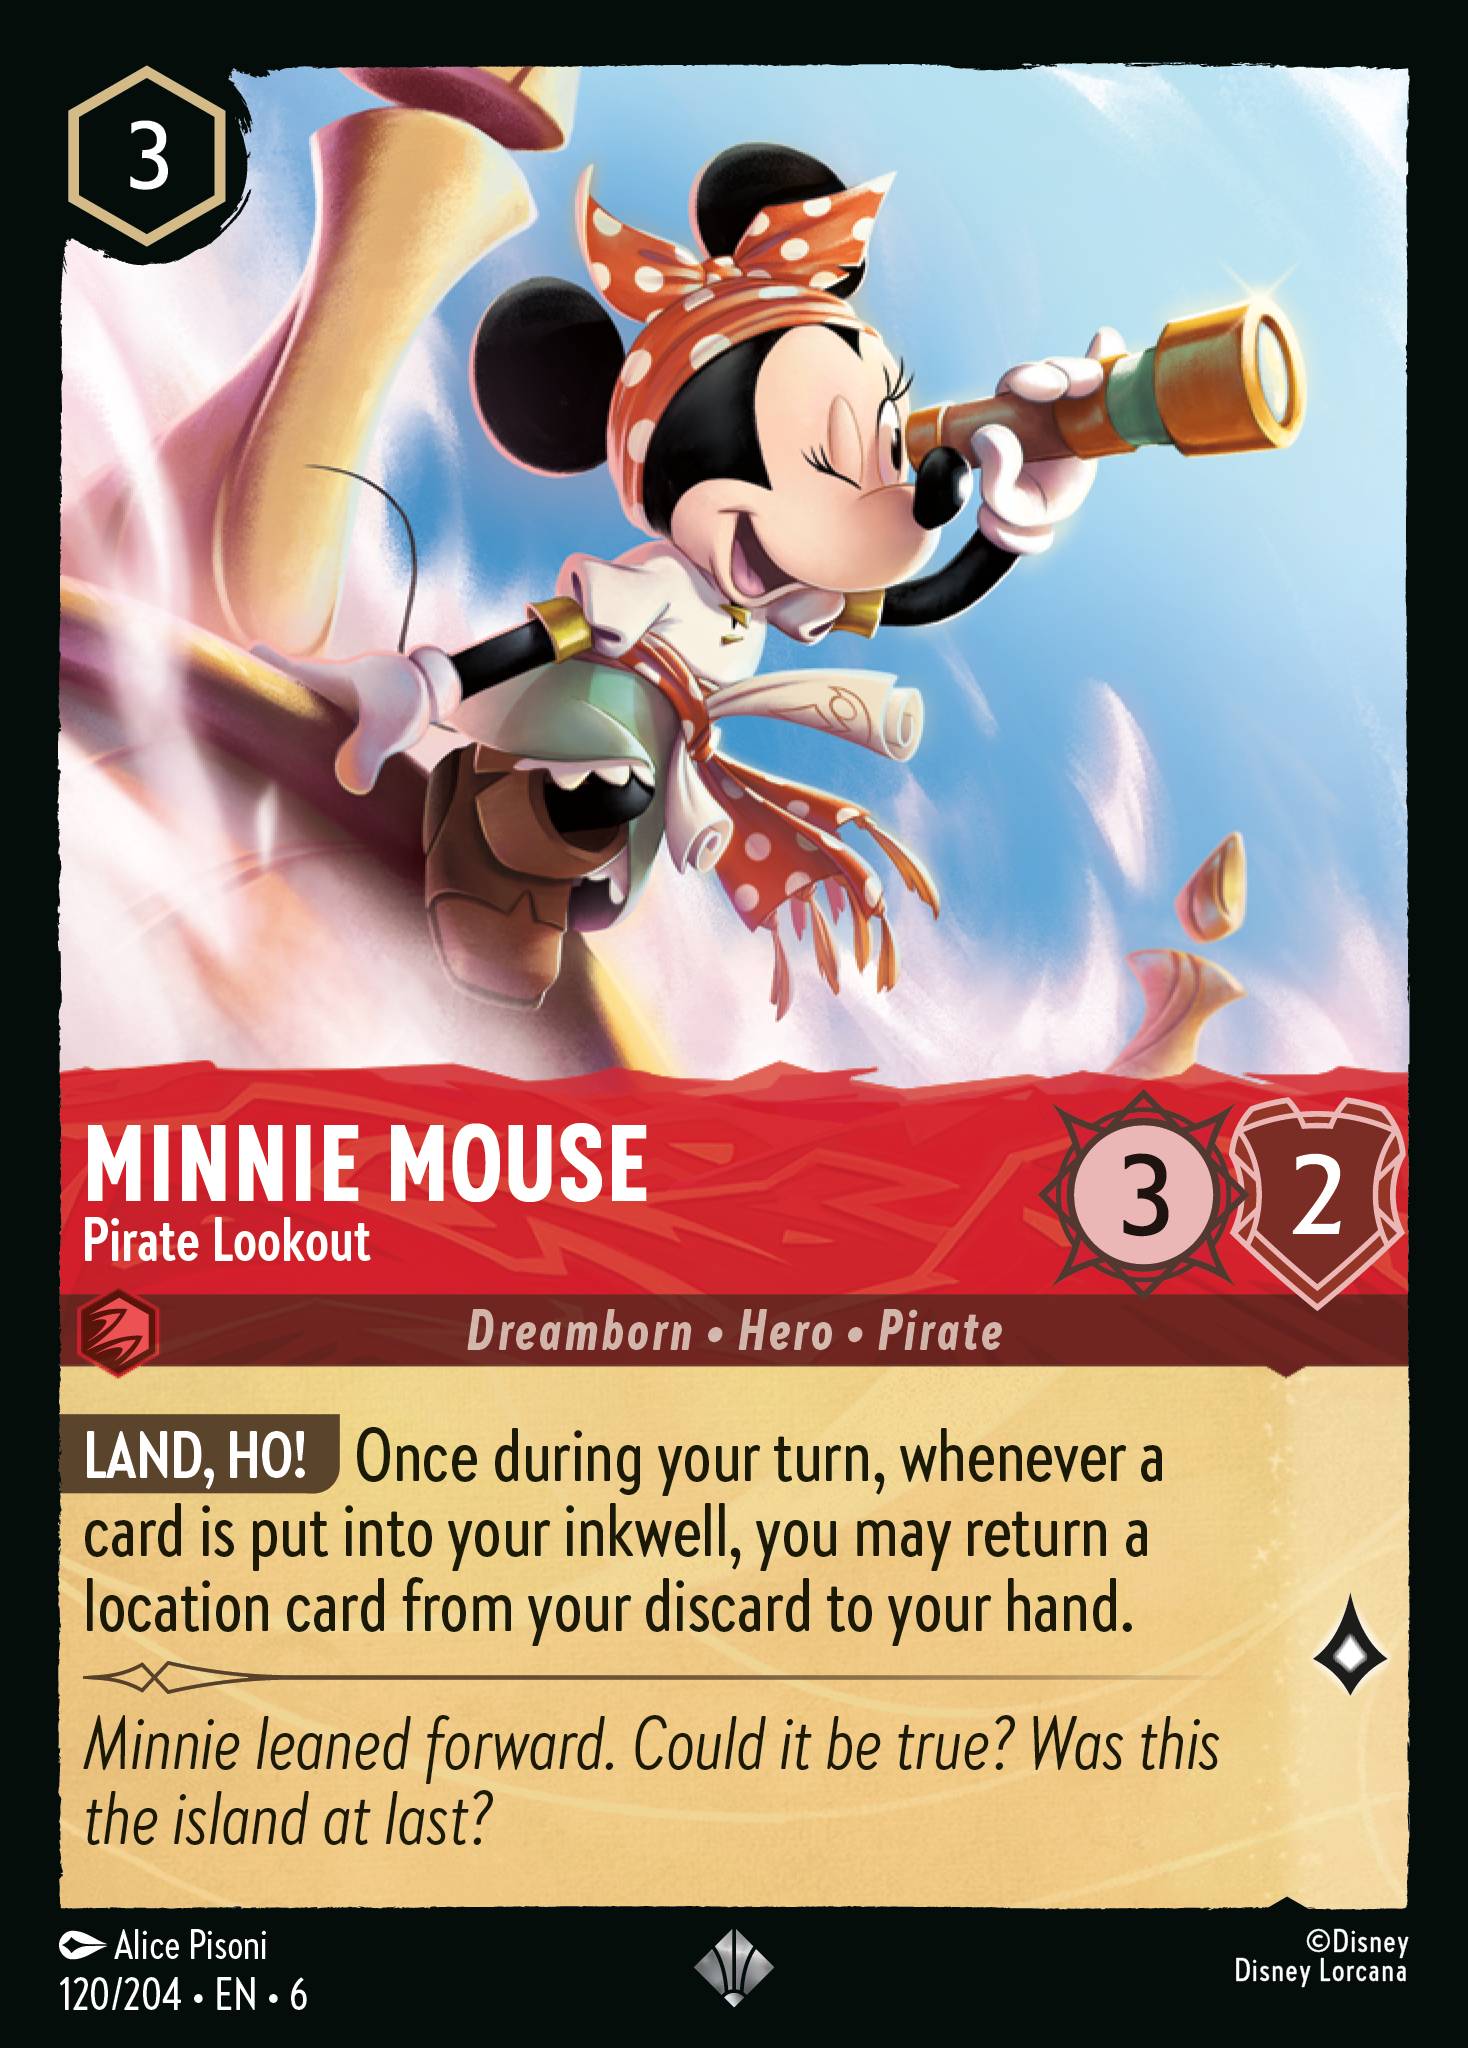 3
MINNIE MOUSE
Pirate Lookout
3
2
Dreamborn • Hero • Pirate
LAND, HO! Once during your turn, whenever a
card is put into your inkwell, you may return a
location card from your discard to your hand.
Minnie leaned forward. Could it be true? Was this
the island at last?
Alice Pisoni
120/204 • EN • 6
©Disney
Disney Lorcana